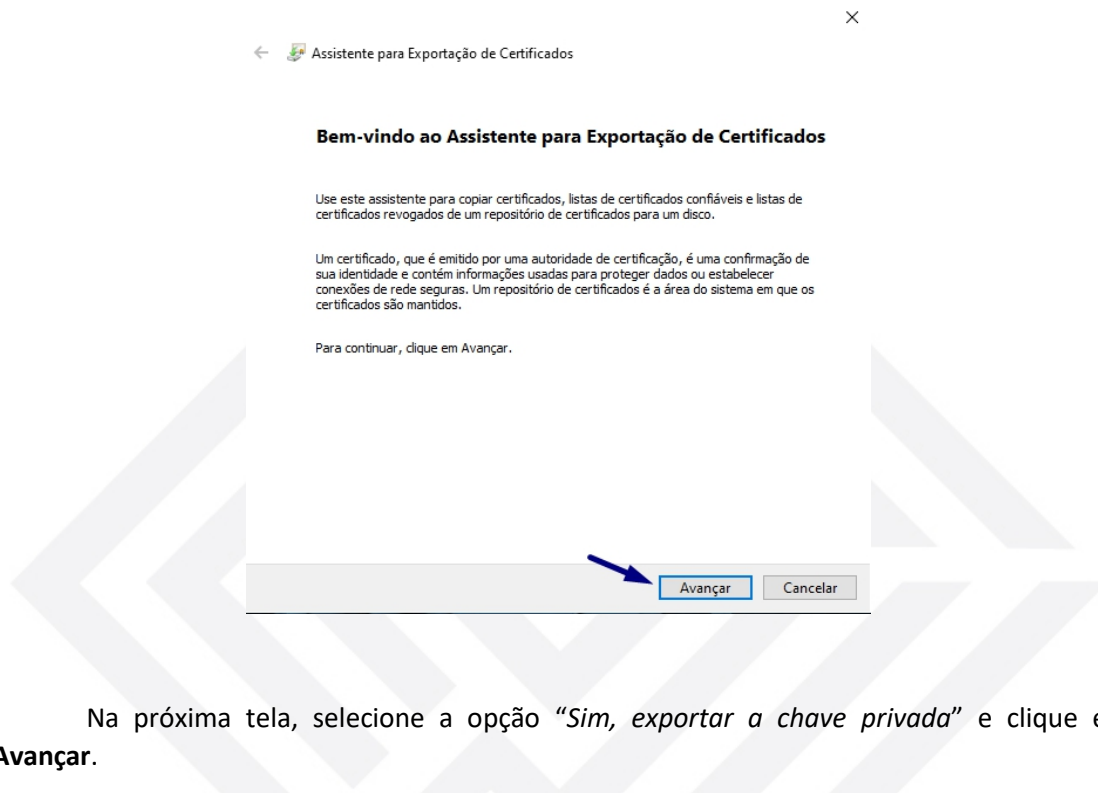 Assistente para Exportação de Certificados
Bem-vindo ao Assistente para Exportação de Certificados
Use este assistente para copiar certificados, listas de certificados confiáveis e listas de
certificados revogados de um repositório de certificados para um disco.
Um certificado, que é emitido por uma autoridade de certificação, é uma confirmação de
sua identidade e contém informações usadas para proteger dados ou estabelecer
conexões de rede seguras. Um repositório de certificados é a área do sistema em que os
certificados são mantidos.
Para continuar, clique em Avançar.
Avançar Cancelar
Na próxima tela, selecione a opção “Sim, exportar a chave privada” e clique
Avançar.